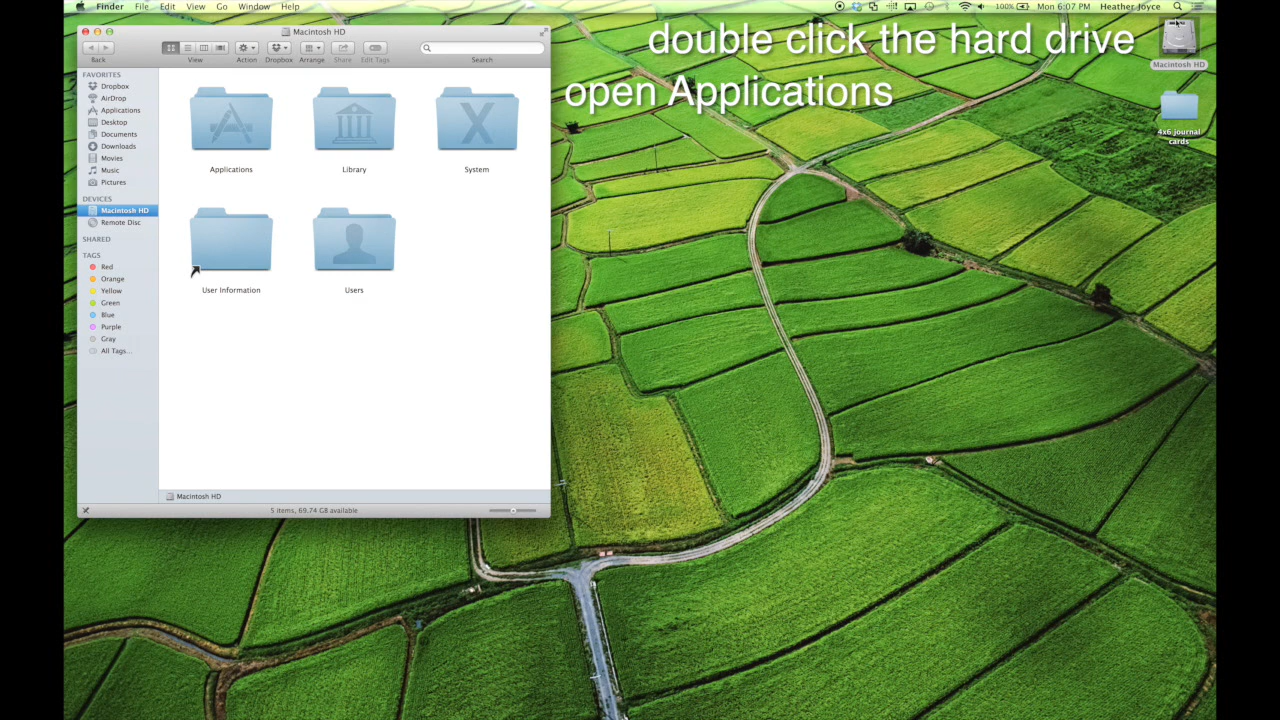 Finder File Edit View Go Window Help
100% Mon 6:07 PM Heather Joyce
double click the hard drive
open Applications
Macintosh HD
4x6 journal
cards
Macintosh HD
Back View Action Dropbox Arrange Share Edit Tags Search
FAVORITES
Dropbox
AirDrop
Applications
Desktop
Documents
Downloads
Movies
Music
Pictures
DEVICES
Macintosh HD
Remote Disc
SHARED
TAGS
Red
Orange
Yellow
Green
Blue
Purple
Gray
All Tags...
Applications Library System
User Information Users
Macintosh HD
5 items, 69.74 GB available